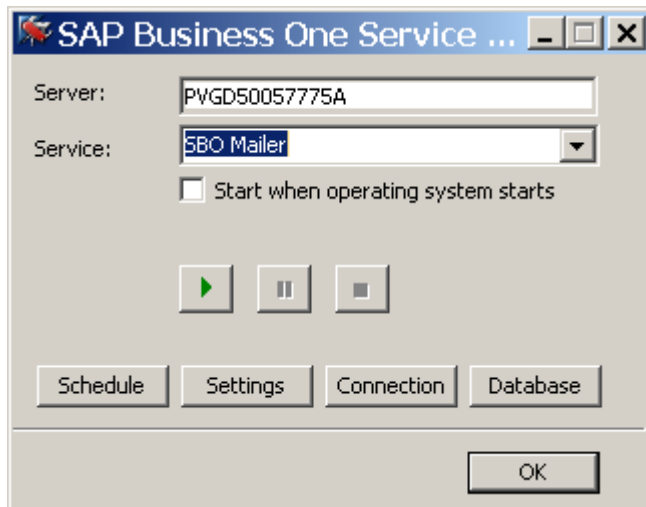 SAP Business One Service ...
Server: PVGD50057775A
Service: SBO Mailer
Start when operating system starts
Schedule Settings Connection Database
OK